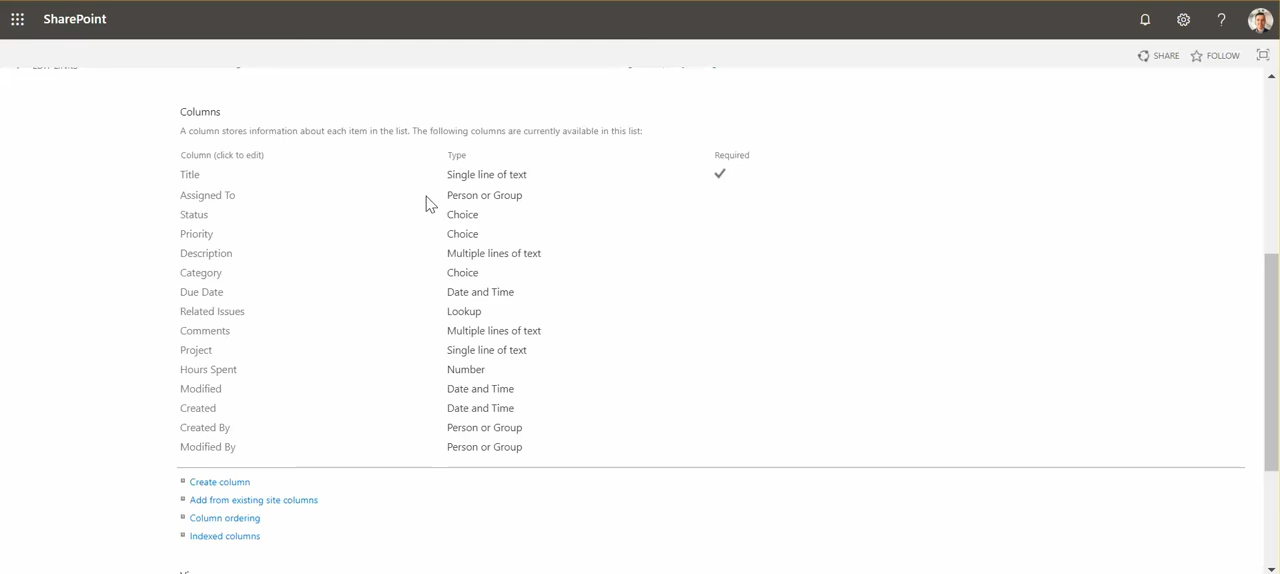 SharePoint
SHARE FOLLOW
Columns
A column stores information about each item in the list. The following columns are currently available in this list:
Column (click to edit) Type Required
Title Single line of text
Assigned To Person or Group
Status Choice
Priority Choice
Description Multiple lines of text
Category Choice
Due Date Date and Time
Related Issues Lookup
Comments Multiple lines of text
Project Single line of text
Hours Spent Number
Modified Date and Time
Created Date and Time
Created By Person or Group
Modified By Person or Group
Create column
Add from existing site columns
Column ordering
Indexed columns